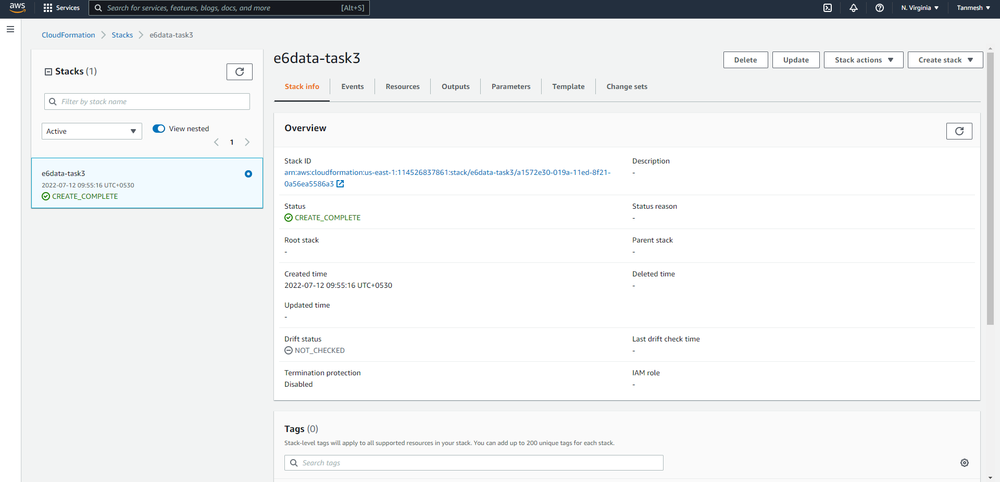 aws
Services
Search for services, features, blogs, docs, and more
[Alt+S]
N. Virginia
Tanmesh
CloudFormation
Stacks
e6data-task3
Stacks (1)
Filter by stack name
Active
View nested
1
e6data-task3
2022-07-12 09:55:16 UTC+0530
CREATE_COMPLETE
e6data-task3
Delete
Update
Stack actions
Create stack
Stack info
Events
Resources
Outputs
Parameters
Template
Change sets
Overview
Stack ID
arn:aws:cloudformation:us-east-1:114526837861:stack/e6data-task3/a1572e30-019a-11ed-8f21-
0a56ea5586a3
Description
-
Status
CREATE_COMPLETE
Status reason
-
Root stack
-
Parent stack
-
Created time
2022-07-12 09:55:16 UTC+0530
Deleted time
-
Updated time
-
Drift status
NOT_CHECKED
Last drift check time
-
Termination protection
Disabled
IAM role
-
Tags (0)
Stack-level tags will apply to all supported resources in your stack. You can add up to 200 unique tags for each stack.
Search tags